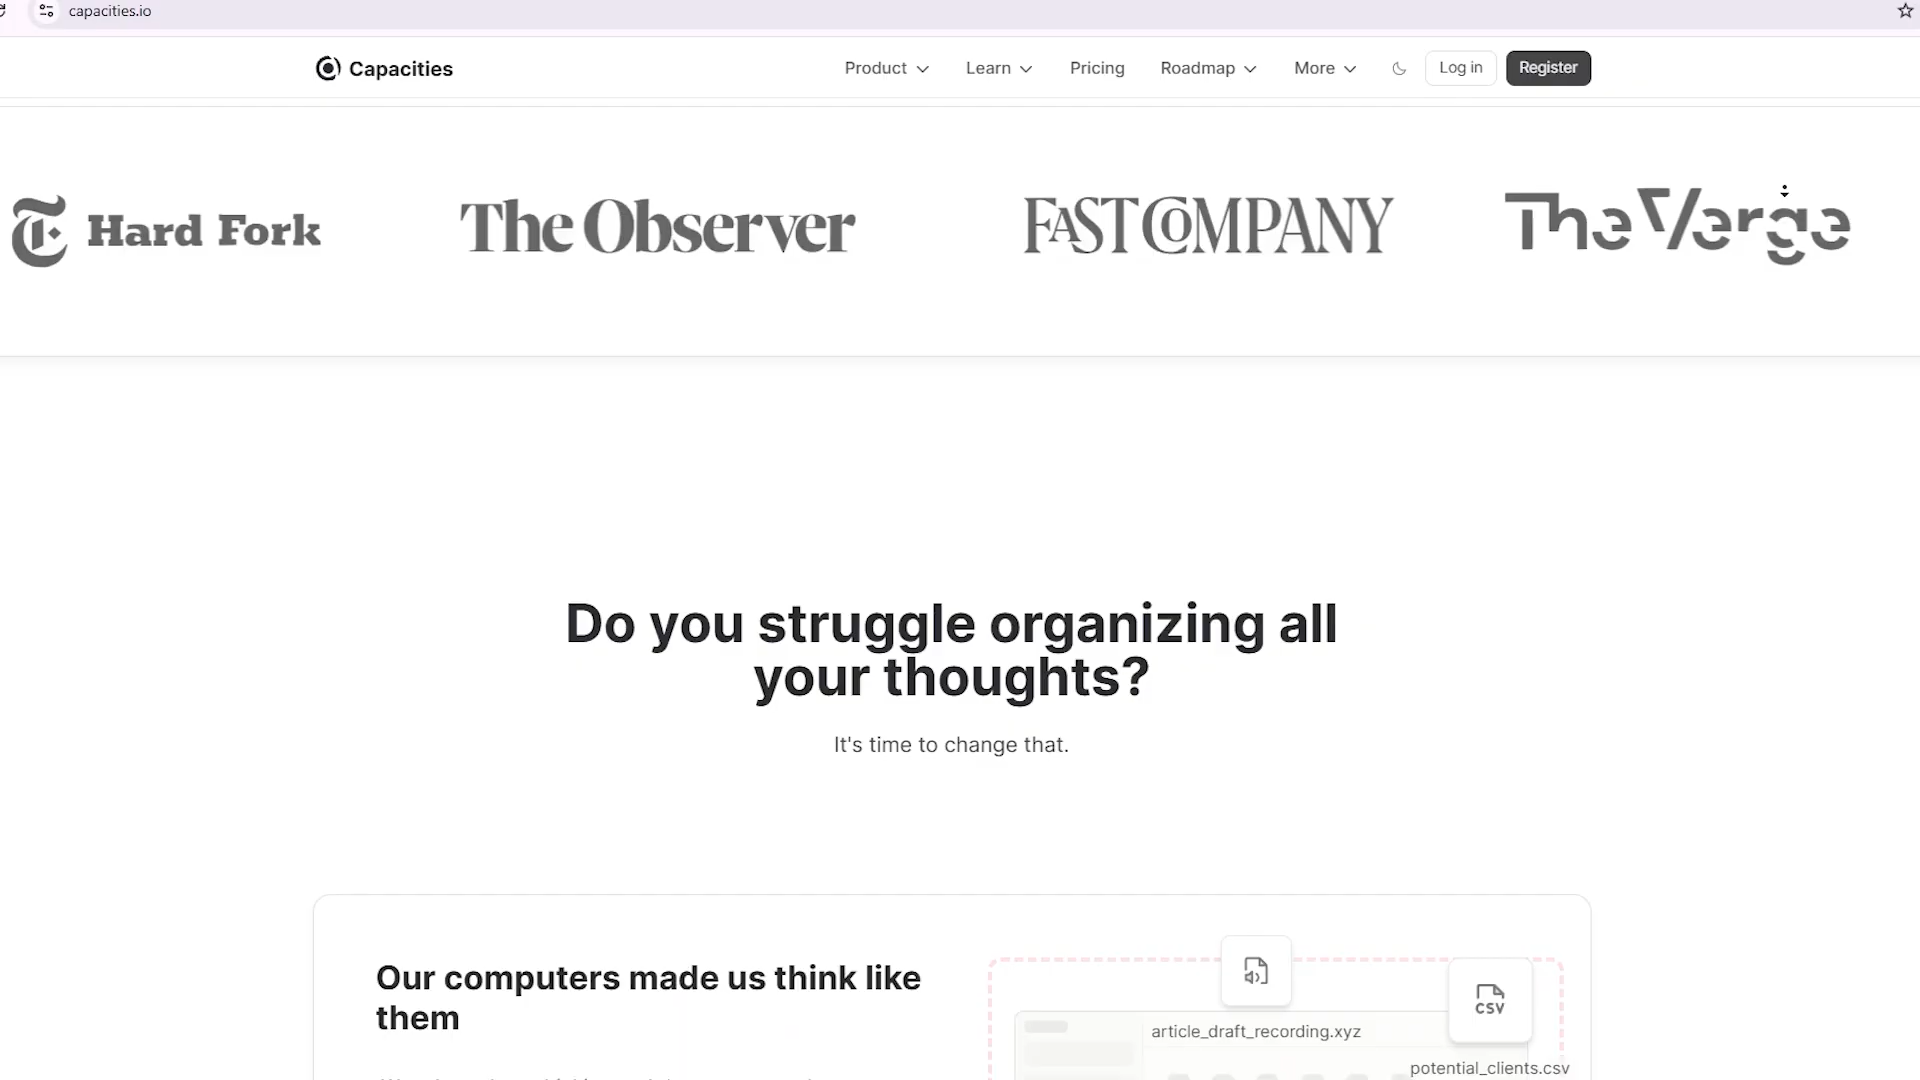 capacities.io
Capacities
Product
Learn
Pricing
Roadmap
More
Log in
Register
Hard Fork
The Observer
FAST COMPANY
The Verge
Do you struggle organizing all
your thoughts?
It's time to change that.
Our computers made us think like
them
CSV
article_draft_recording.xyz
potential_clients.csv